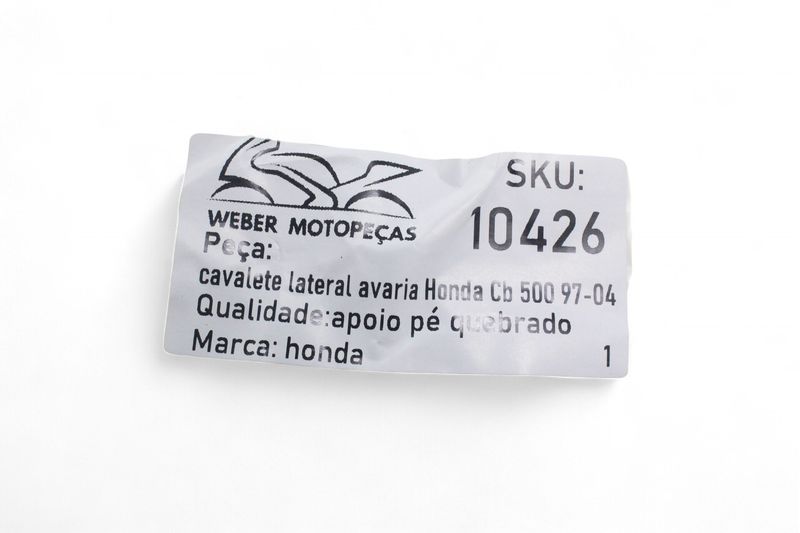 WEBER MOTOPEÇAS
SKU:
10426
Peça:
cavalete lateral avaria Honda Cb 500 97-04
Qualidade:apoio pé quebrado
Marca: honda
1